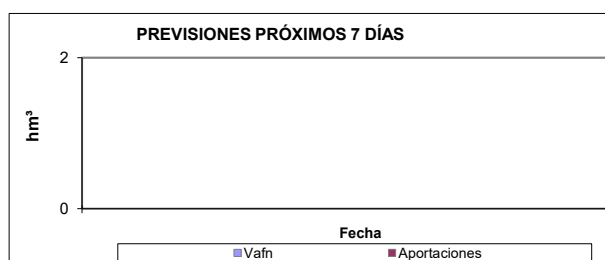 PREVISIONES PRÓXIMOS 7 DÍAS
2
hm³
0
Fecha
Vafn Aportaciones